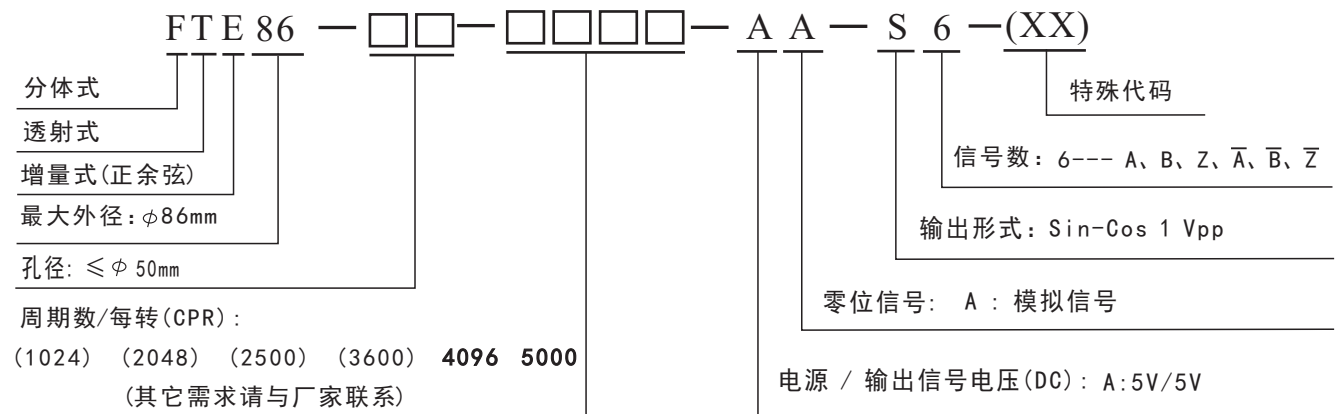 FTE86 — □□ — □□□□ — A A — S 6 — (XX)
分体式
特殊代码
透射式
信号数: 6--- A、B、Z、A̅、B̅、Z̅
增量式(正余弦)
最大外径:φ86mm
输出形式: Sin-Cos 1 Vpp
孔径: ≤φ 50mm
零位信号: A : 模拟信号
周期数/每转(CPR):
(1024) (2048) (2500) (3600) 4096 5000
电源 / 输出信号电压(DC): A:5V/5V
(其它需求请与厂家联系)